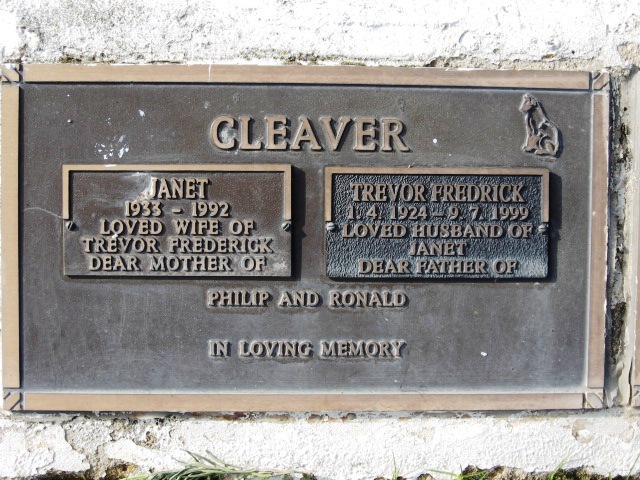 CLEAVER
JANET
1933 - 1992
LOVED WIFE OF
TREVOR FREDERICK
DEAR MOTHER OF
TREVOR FREDRICK
1. 4. 1924 - 9. 7. 1999
LOVED HUSBAND OF
JANET
DEAR FATHER OF
PHILIP AND RONALD
IN LOVING MEMORY